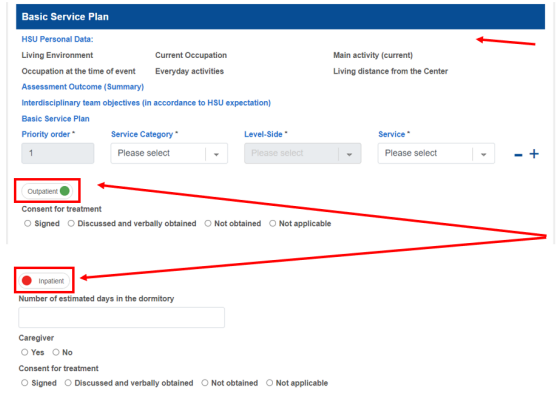 Basic Service Plan
HSU Personal Data:
Living Environment Current Occupation Main activity (current)
Occupation at the time of event Everyday activities Living distance from the Center
Assessment Outcome (Summary)
Interdisciplinary team objectives (in accordance to HSU expectation)
Basic Service Plan
Priority order * Service Category * Level-Side * Service *
1 Please select Please select Please select
Outpatient
Consent for treatment
Signed Discussed and verbally obtained Not obtained Not applicable
Inpatient
Number of estimated days in the dormitory
Caregiver
Yes No
Consent for treatment
Signed Discussed and verbally obtained Not obtained Not applicable